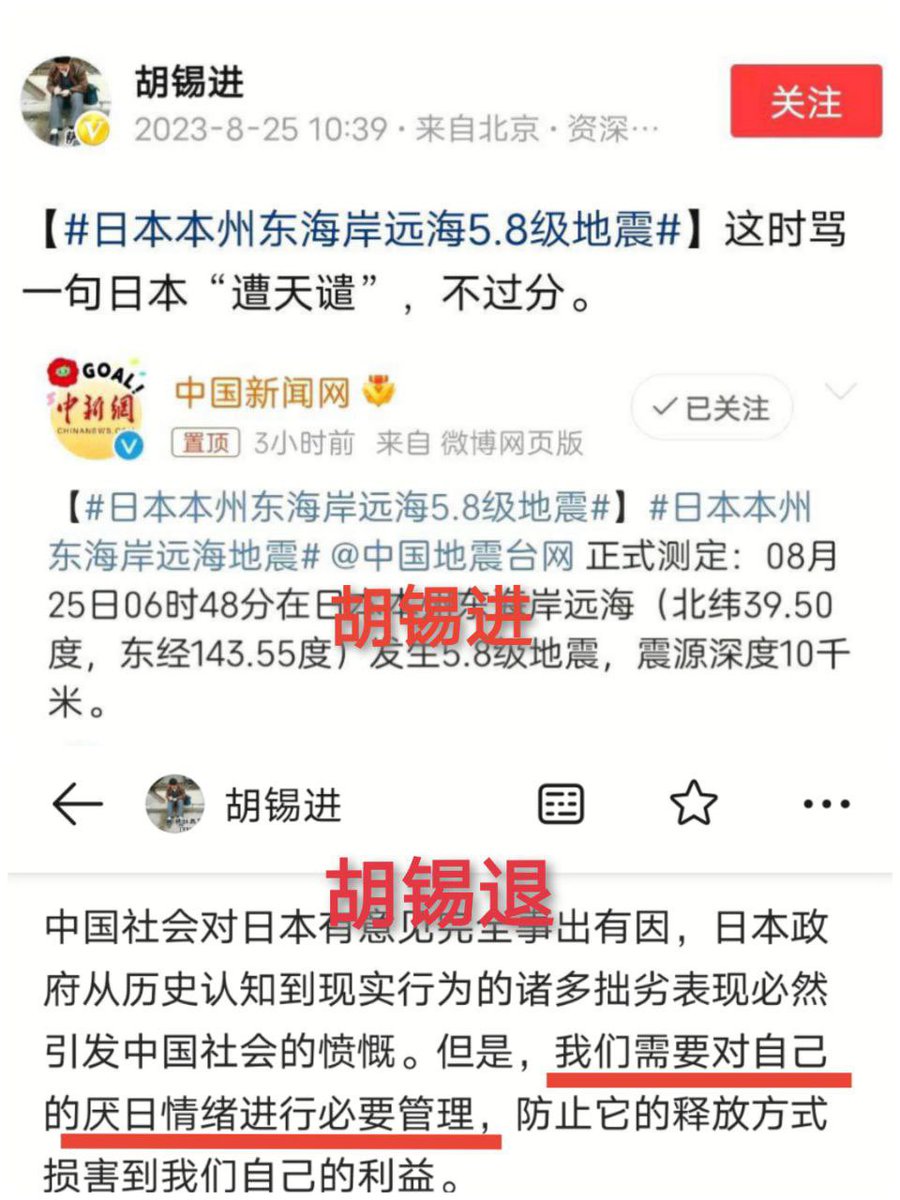 胡锡进
2023-8-25 10:39·来自北京·资深…
关注
【#日本本州东海岸远海5.8级地震#】这时骂
一句日本“遭天谴”，不过分。
GOAL!
中新網
CHINANEWS.C
中国新闻网
已关注
置顶 3小时前 来自 微博网页版
【#日本本州东海岸远海5.8级地震#】#日本本州
东海岸远海地震#@中国地震台网 正式测定：08月
25日06时48分在日本本州东海岸远海（北纬39.50
胡锡进
度，东经143.55度）发生5.8级地震，震源深度10千
米。
胡锡进
胡锡退
中国社会对日本有意见完全事出有因，日本政
府从历史认知到现实行为的诸多拙劣表现必然
引发中国社会的愤慨。但是，我们需要对自己
的厌日情绪进行必要管理，防止它的释放方式
损害到我们自己的利益。